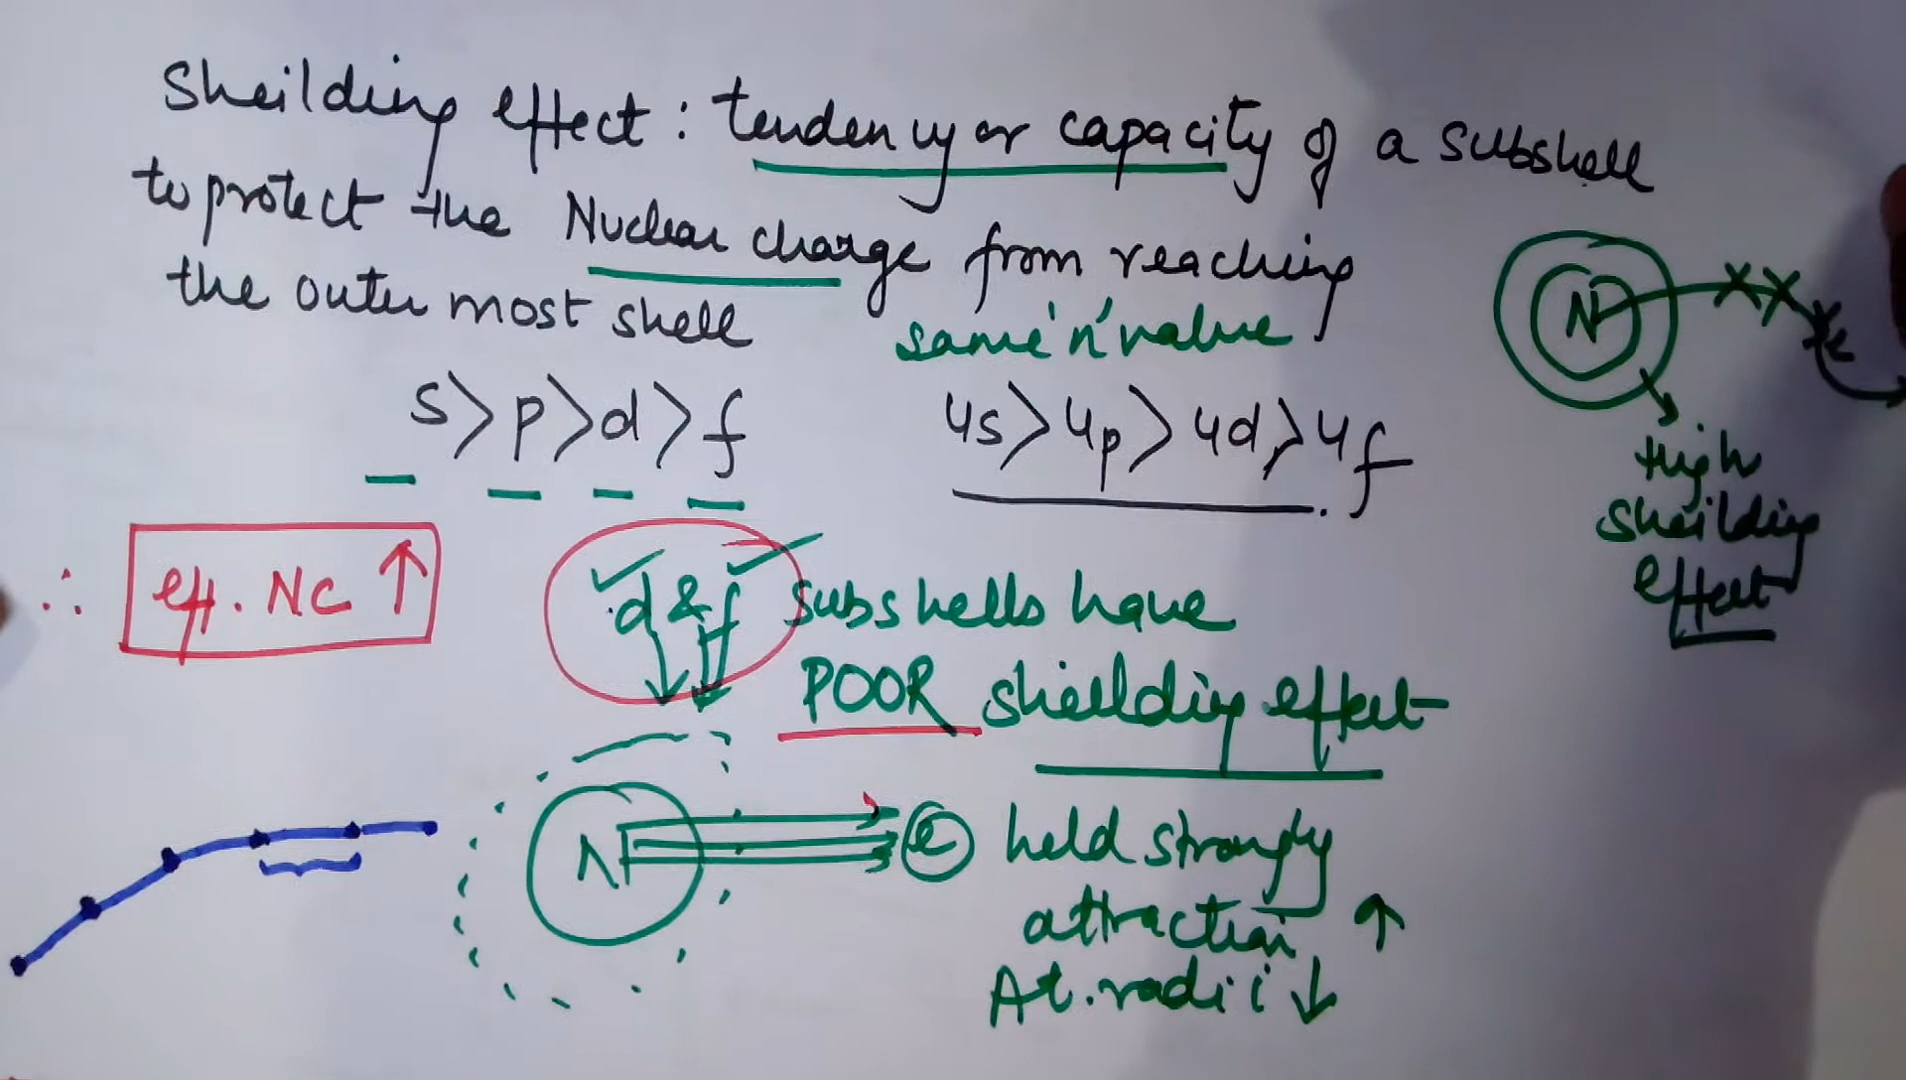 Sheilding effect : tendency or capacity of a subshell
to protect the Nuclear charge from reaching
the outer most shell
same 'n' value
s > p > d > f
4s > 4p > 4d > 4f
N
e
High
sheilding
effect
∴ eff. NC ↑
d & f subshells have
POOR sheilding effect
N
e
held strongly
attraction ↑
At. radii ↓